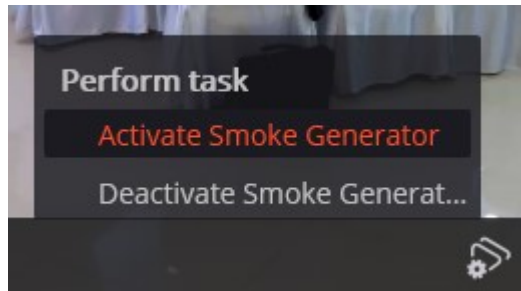 Perform task
Activate Smoke Generator
Deactivate Smoke Generat...